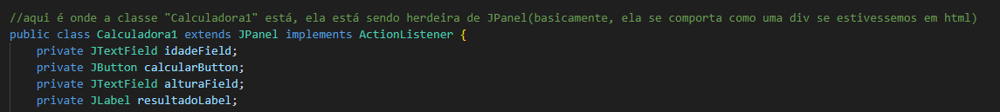 //aqui é onde a classe "Calculadora1" está, ela está sendo herdeira de JPanel(basicamente, ela se comporta como uma div se estivessemos em html)
public class Calculadora1 extends JPanel implements ActionListener {
    private JTextField idadeField;
    private JButton calcularButton;
    private JTextField alturaField;
    private JLabel resultadoLabel;